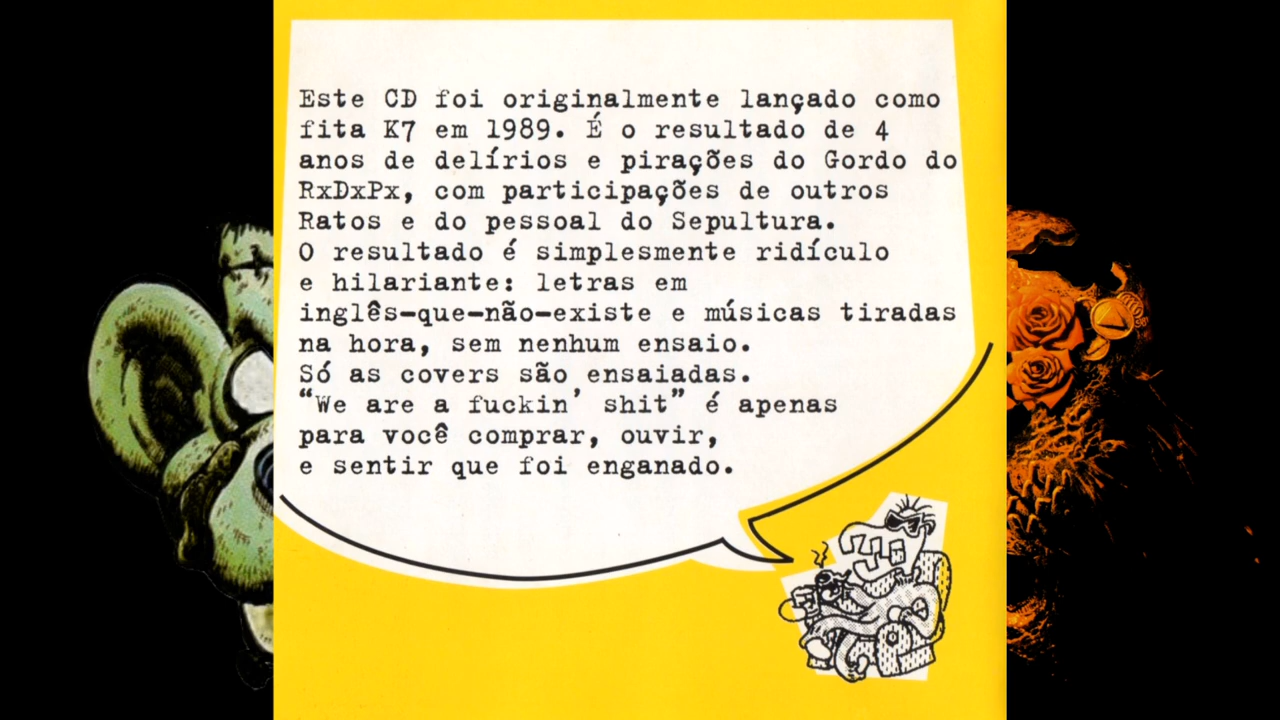 Este CD foi originalmente lançado como
fita K7 em 1989. É o resultado de 4
anos de delírios e pirações do Gordo do
RxDxPx, com participações de outros
Ratos e do pessoal do Sepultura.
O resultado é simplesmente ridículo
e hilariante: letras em
inglês-que-não-existe e músicas tiradas
na hora, sem nenhum ensaio.
Só as covers são ensaiadas.
“We are a fuckin’ shit” é apenas
para você comprar, ouvir,
e sentir que foi enganado.